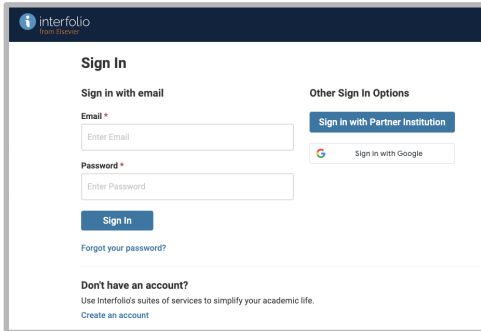 interfolio
from Elsevier
Sign In
Sign in with email
Email *
Enter Email
Password *
Enter Password
Sign In
Forgot your password?
Other Sign In Options
Sign in with Partner Institution
G Sign in with Google
Don't have an account?
Use Interfolio's suites of services to simplify your academic life.
Create an account